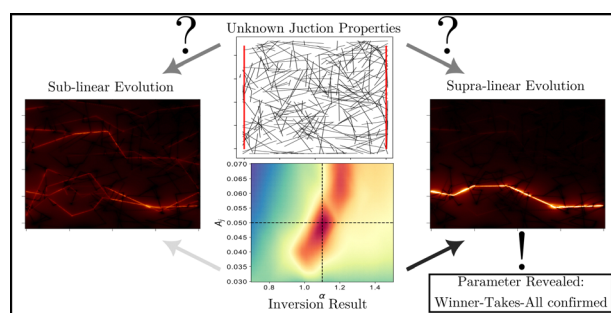 Unknown Juction Properties
?
?
Sub-linear Evolution
Supra-linear Evolution
0.070
0.065
0.060
0.055
0.050
0.045
0.040
0.035
0.030
A_j
1.0
1.2
1.4
α
Inversion Result
!
Parameter Revealed:
Winner-Takes-All confirmed